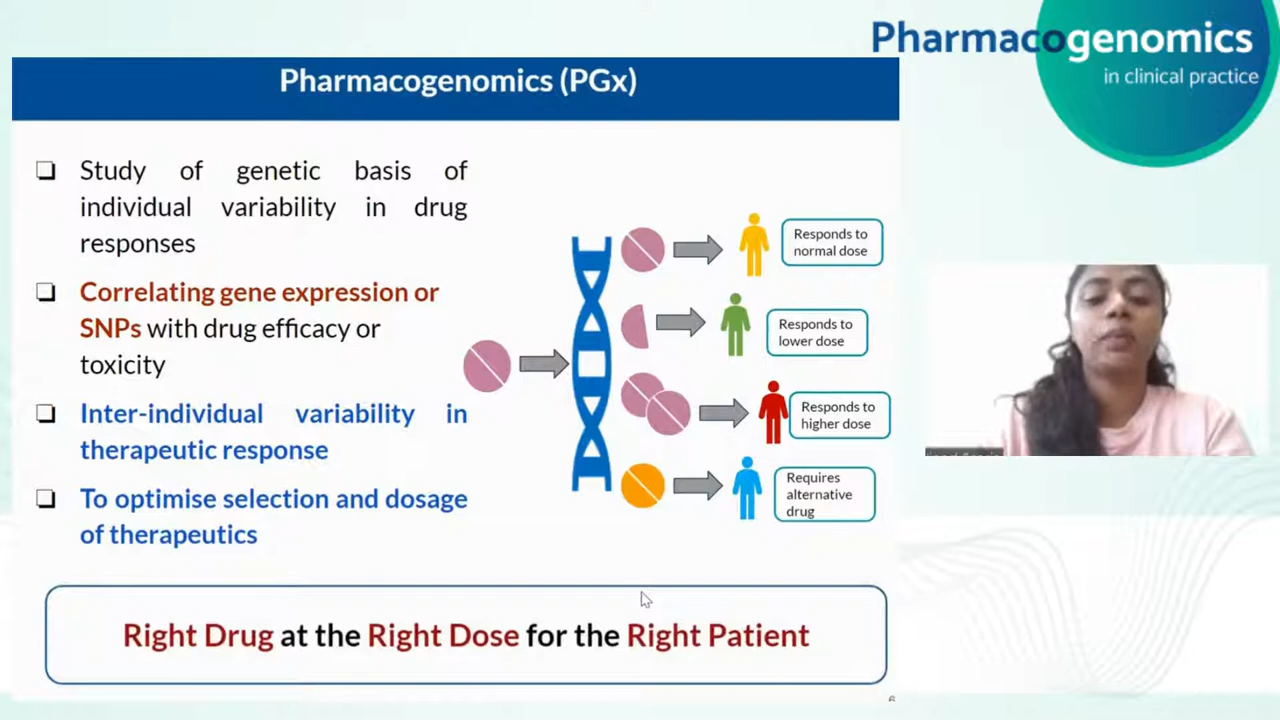 Pharmacogenomics
in clinical practice
Pharmacogenomics (PGx)
Study of genetic basis of
individual variability in drug
responses
Correlating gene expression or
SNPs with drug efficacy or
toxicity
Inter-individual variability in
therapeutic response
To optimise selection and dosage
of therapeutics
Responds to
normal dose
Responds to
lower dose
Responds to
higher dose
Requires
alternative
drug
Right Drug at the Right Dose for the Right Patient